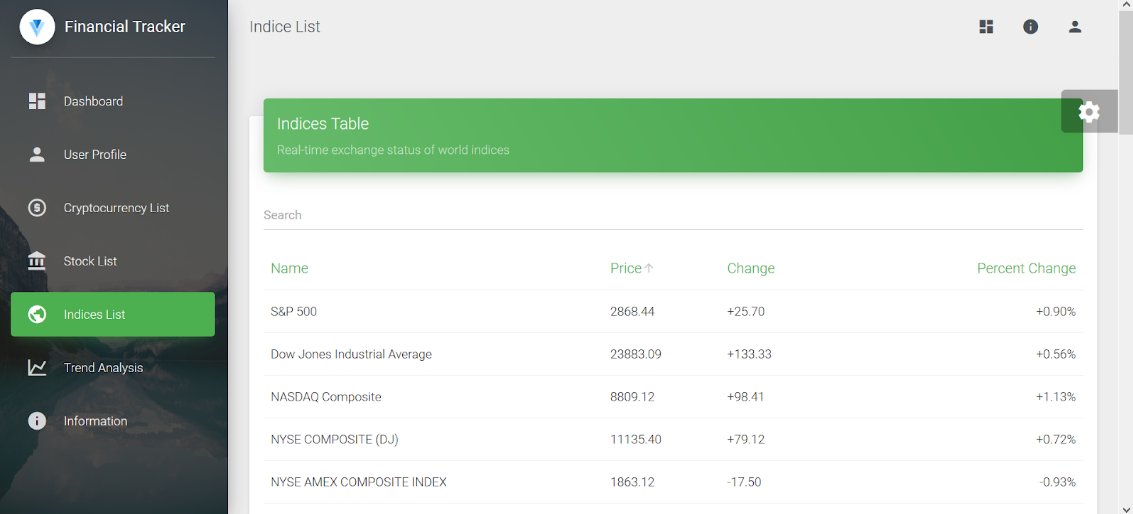 Financial Tracker
Dashboard
User Profile
Cryptocurrency List
Stock List
Indices List
Trend Analysis
Information
Indice List
Indices Table
Real-time exchange status of world indices
Search
Name Price Change Percent Change
S&P 500 2868.44 +25.70 +0.90%
Dow Jones Industrial Average 23883.09 +133.33 +0.56%
NASDAQ Composite 8809.12 +98.41 +1.13%
NYSE COMPOSITE (DJ) 11135.40 +79.12 +0.72%
NYSE AMEX COMPOSITE INDEX 1863.12 -17.50 -0.93%